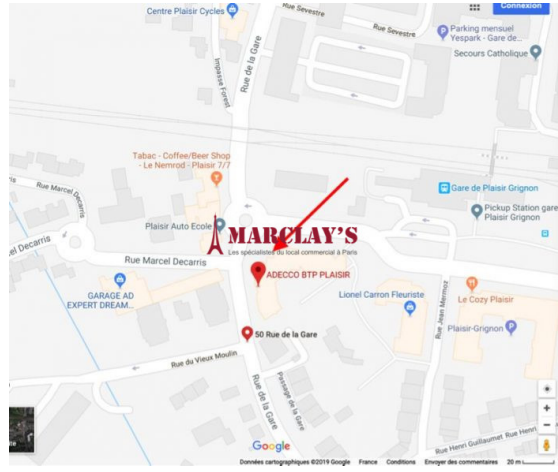 Connexion
Centre Plaisir Cycles
Rue Sevestre
Rue Sevestre
Parking mensuel
Yespark - Gare de...
Secours Catholique
Rue de la Gare
Impasse Forest
Tabac - Coffee/Beer Shop
- Le Nemrod - Plaisir 7/7
Rue Marcel Decarris
Gare de Plaisir Grignon
Pickup Station gare
Plaisir Grignon
Plaisir Auto Ecole
MARCLAY'S
Les spécialistes du local commercial à Paris
el Decarris
Rue Marcel Decarris
ADECCO BTP PLAISIR
GARAGE AD
EXPERT DREAM...
Lionel Carron Fleuriste
Le Cozy Plaisir
Rue Jean Mermoz
Plaisir-Grignon
50 Rue de la Gare
Rue du Vieux Moulin
Rue de la Gare
Passage de la Gare
Rue Henri Guillaumet
Rue Henri
Google
Données cartographiques ©2019 Google
France
Conditions
Envoyer des commentaires
20 m